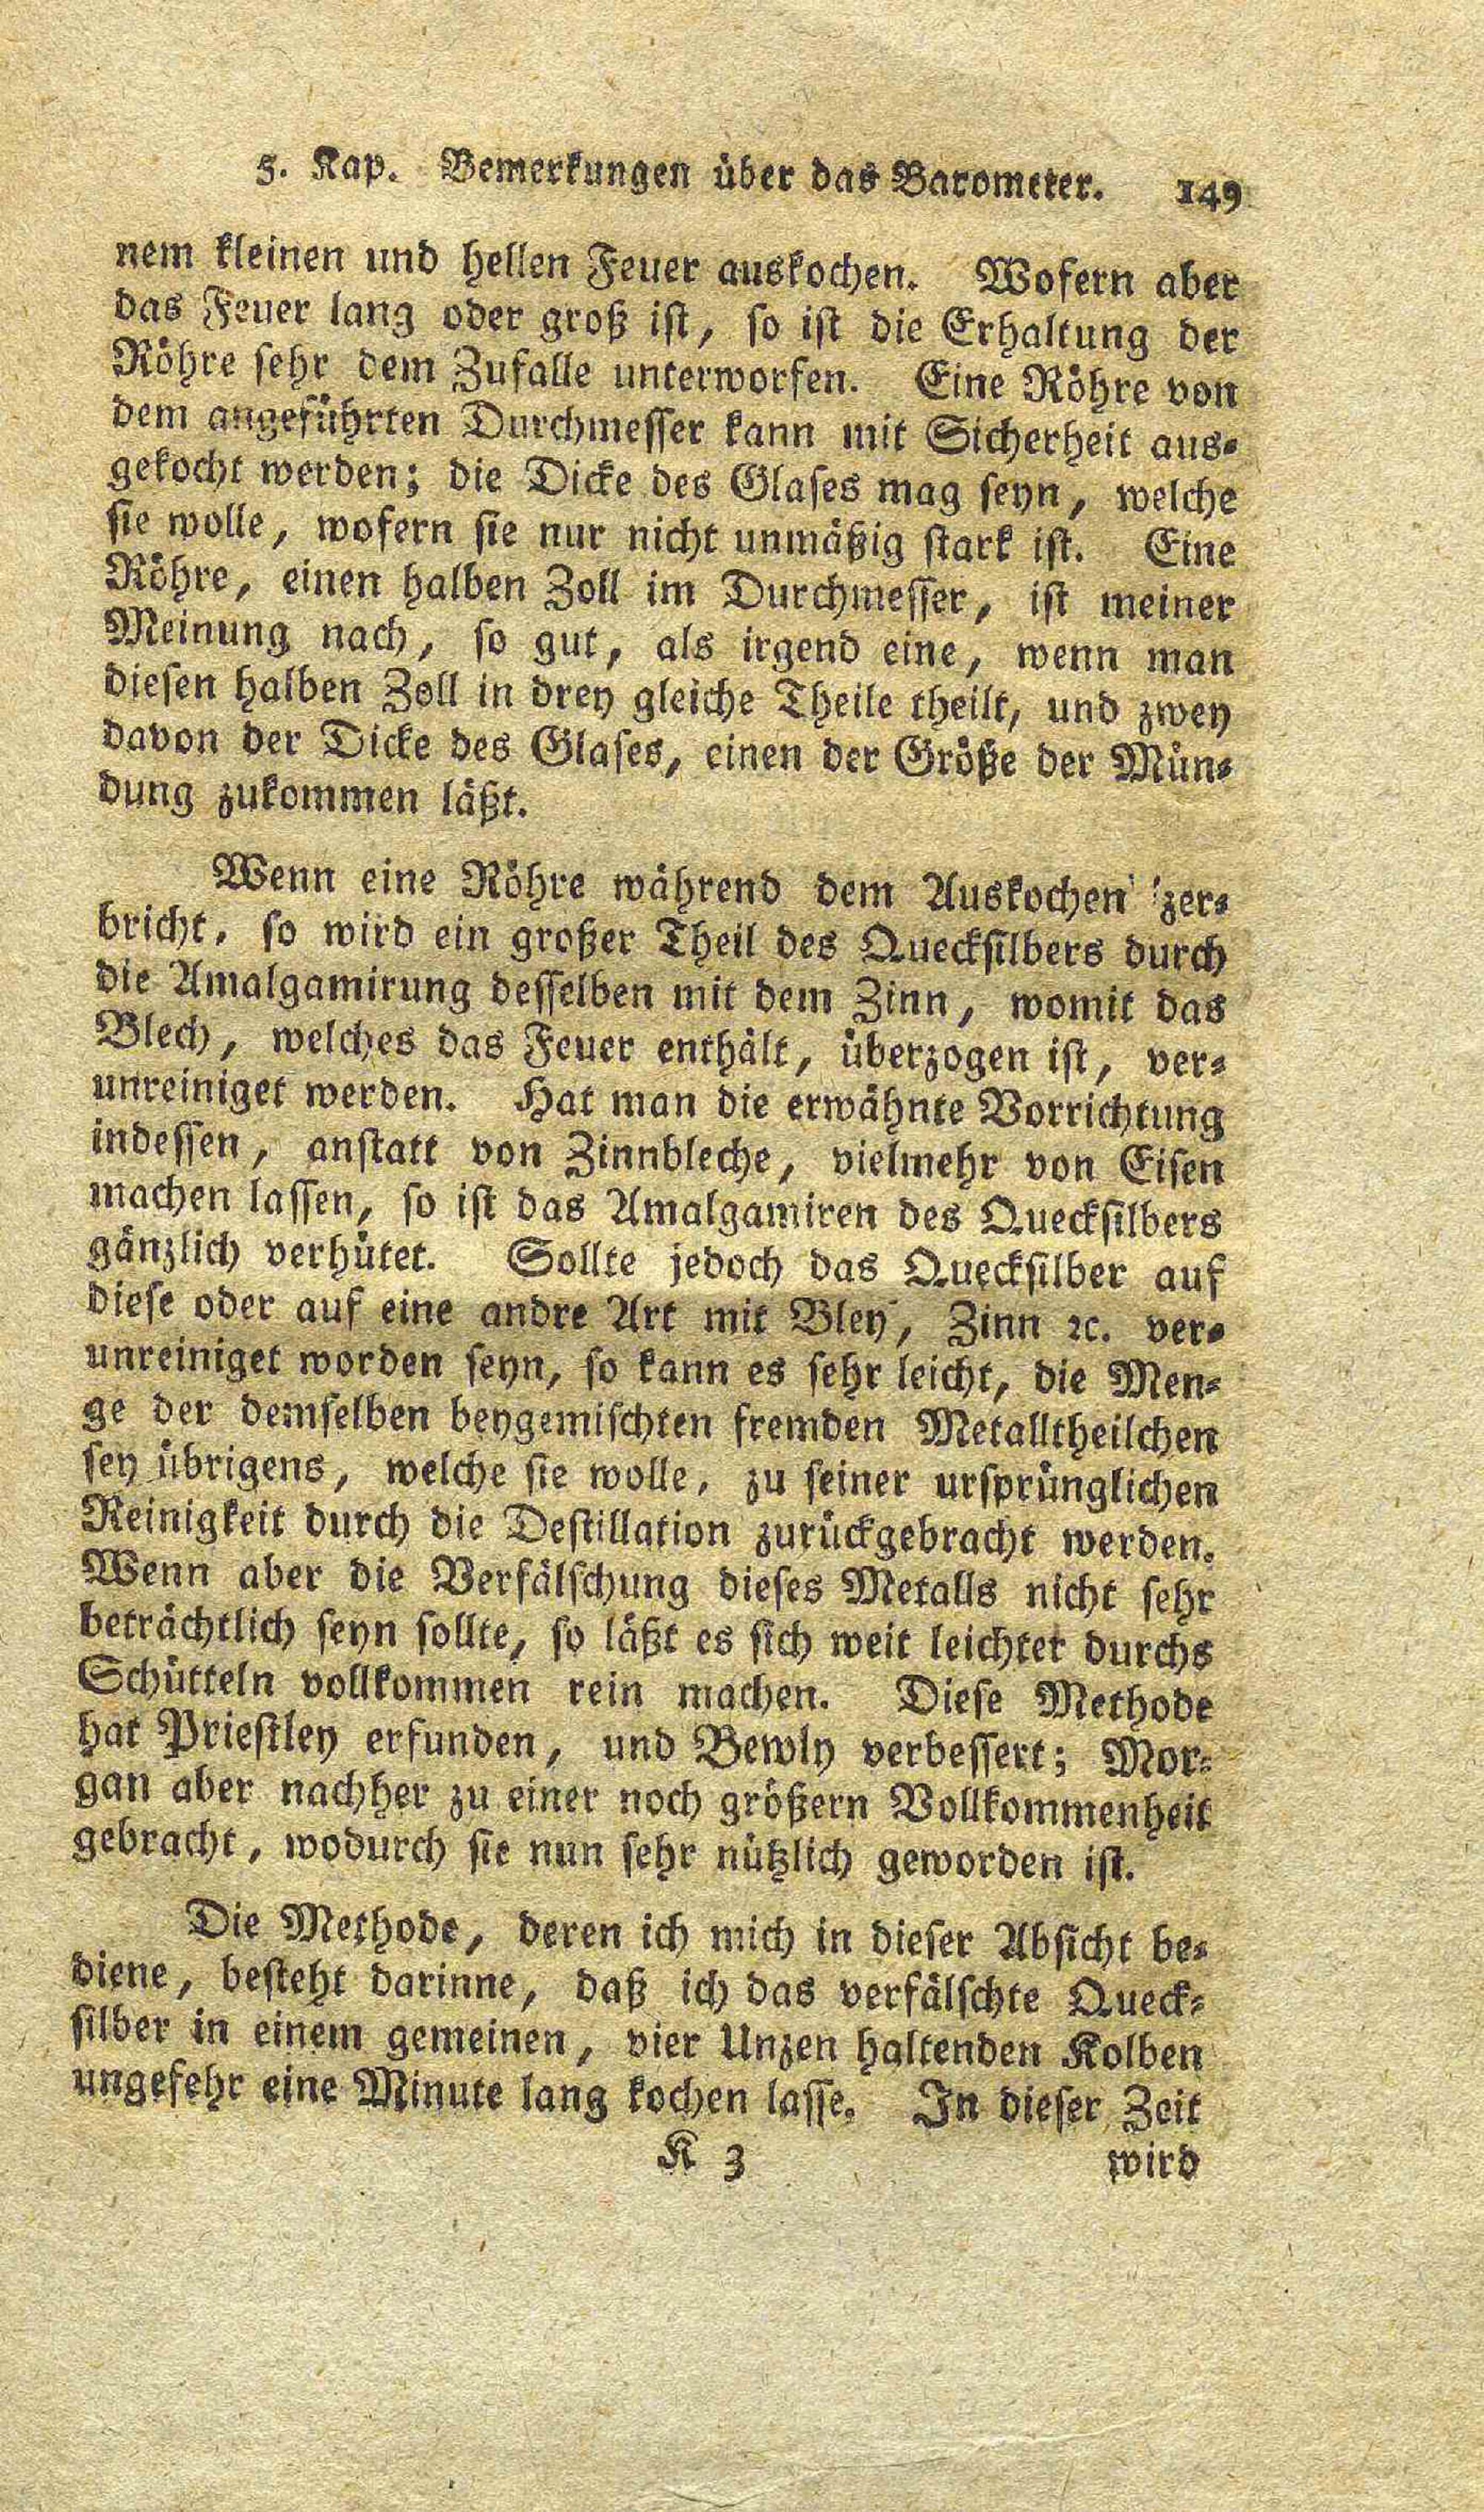 5. Kap. Bemerkungen über das Barometer. 149
nem kleinen und hellen Feuer auskochen. Wofern aber
das Feuer lang oder groß ist, so ist die Erhaltung der
Röhre sehr dem Zufalle unterworfen. Eine Röhre von
dem angeführten Durchmesser kann mit Sicherheit aus-
gekocht werden; die Dicke des Glases mag seyn, welche
sie wolle, wofern sie nur nicht unmäßig stark ist. Eine
Röhre, einen halben Zoll im Durchmesser, ist meiner
Meinung nach, so gut, als irgend eine, wenn man
diesen halben Zoll in drey gleiche Theile theilt, und zwey
davon der Dicke des Glases, einen der Größe der Mün-
dung zukommen läßt.
Wenn eine Röhre während dem Auskochen zer-
bricht, so wird ein großer Theil des Quecksilbers durch
die Amalgamirung desselben mit dem Zinn, womit das
Blech, welches das Feuer enthält, überzogen ist, ver-
unreiniget werden. Hat man die erwähnte Vorrichtung
indessen, anstatt von Zinnbleche, vielmehr von Eisen
machen lassen, so ist das Amalgamiren des Quecksilbers
gänzlich verhütet. Sollte jedoch das Quecksilber auf
diese oder auf eine andre Art mit Bley, Zinn ꝛc. ver-
unreiniget worden seyn, so kann es sehr leicht, die Men-
ge der demselben beygemischten fremden Metalltheilchen
sey übrigens, welche sie wolle, zu seiner ursprünglichen
Reinigkeit durch die Destillation zurückgebracht werden.
Wenn aber die Verfälschung dieses Metalls nicht sehr
beträchtlich seyn sollte, so läßt es sich weit leichter durchs
Schütteln vollkommen rein machen. Diese Methode
hat Priestley erfunden, und Bewly verbessert; Mor-
gan aber nachher zu einer noch größern Vollkommenheit
gebracht, wodurch sie nun sehr nützlich geworden ist.
Die Methode, deren ich mich in dieser Absicht be-
diene, besteht darinne, daß ich das verfälschte Queck-
silber in einem gemeinen, vier Unzen haltenden Kolben
ungefehr eine Minute lang kochen lasse. In dieser Zeit
K 3 wird